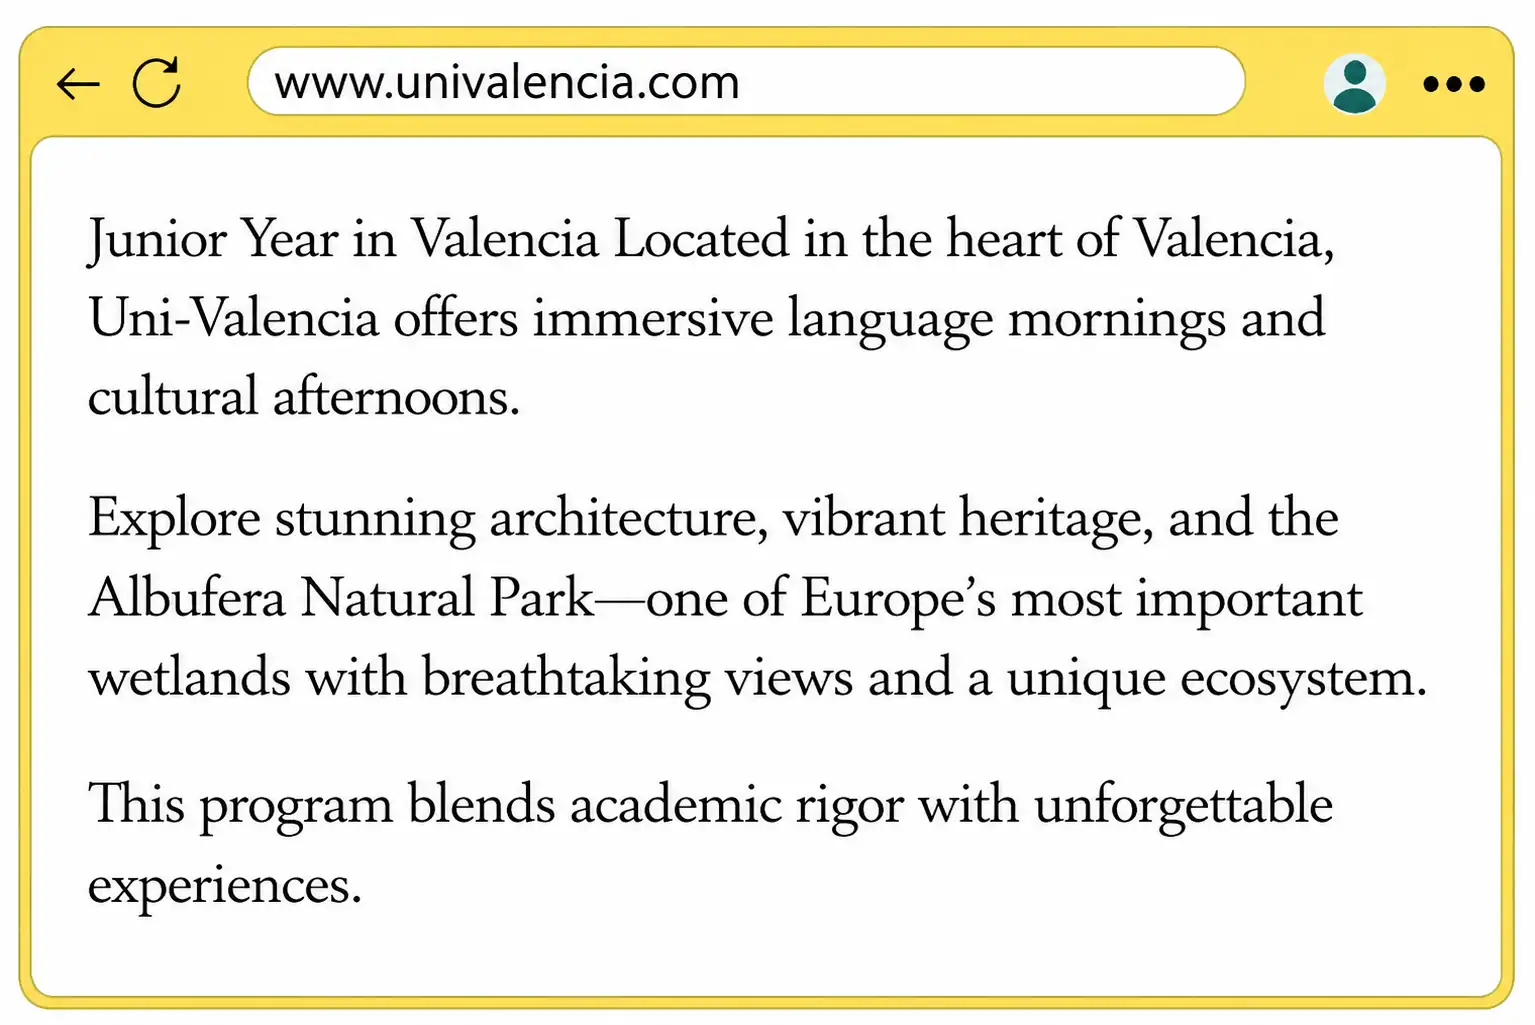 www.univalencia.com
Junior Year in Valencia Located in the heart of Valencia,
Uni-Valencia offers immersive language mornings and
cultural afternoons.
Explore stunning architecture, vibrant heritage, and the
Albufera Natural Park—one of Europe’s most important
wetlands with breathtaking views and a unique ecosystem.
This program blends academic rigor with unforgettable
experiences.